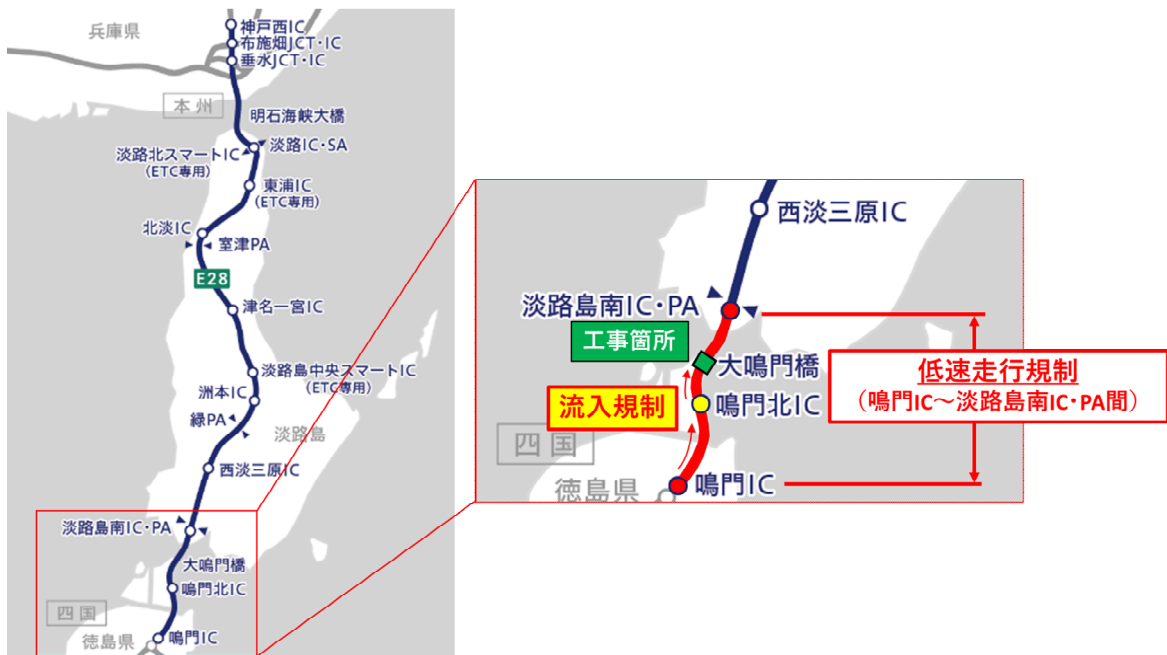 兵庫県
神戸西IC
布施畑JCT・IC
垂水JCT・IC
本州
明石海峡大橋
淡路IC・SA
淡路北スマートIC
(ETC専用)
東浦IC
(ETC専用)
北淡IC
室津PA
E28
津名一宮IC
淡路島中央スマートIC
(ETC専用)
洲本IC
緑PA
淡路島
西淡三原IC
淡路島南IC・PA
大鳴門橋
鳴門北IC
四国
徳島県
鳴門IC
西淡三原IC
淡路島南IC・PA
工事箇所
大鳴門橋
流入規制
鳴門北IC
四国
徳島県
鳴門IC
低速走行規制
(鳴門IC～淡路島南IC・PA間)